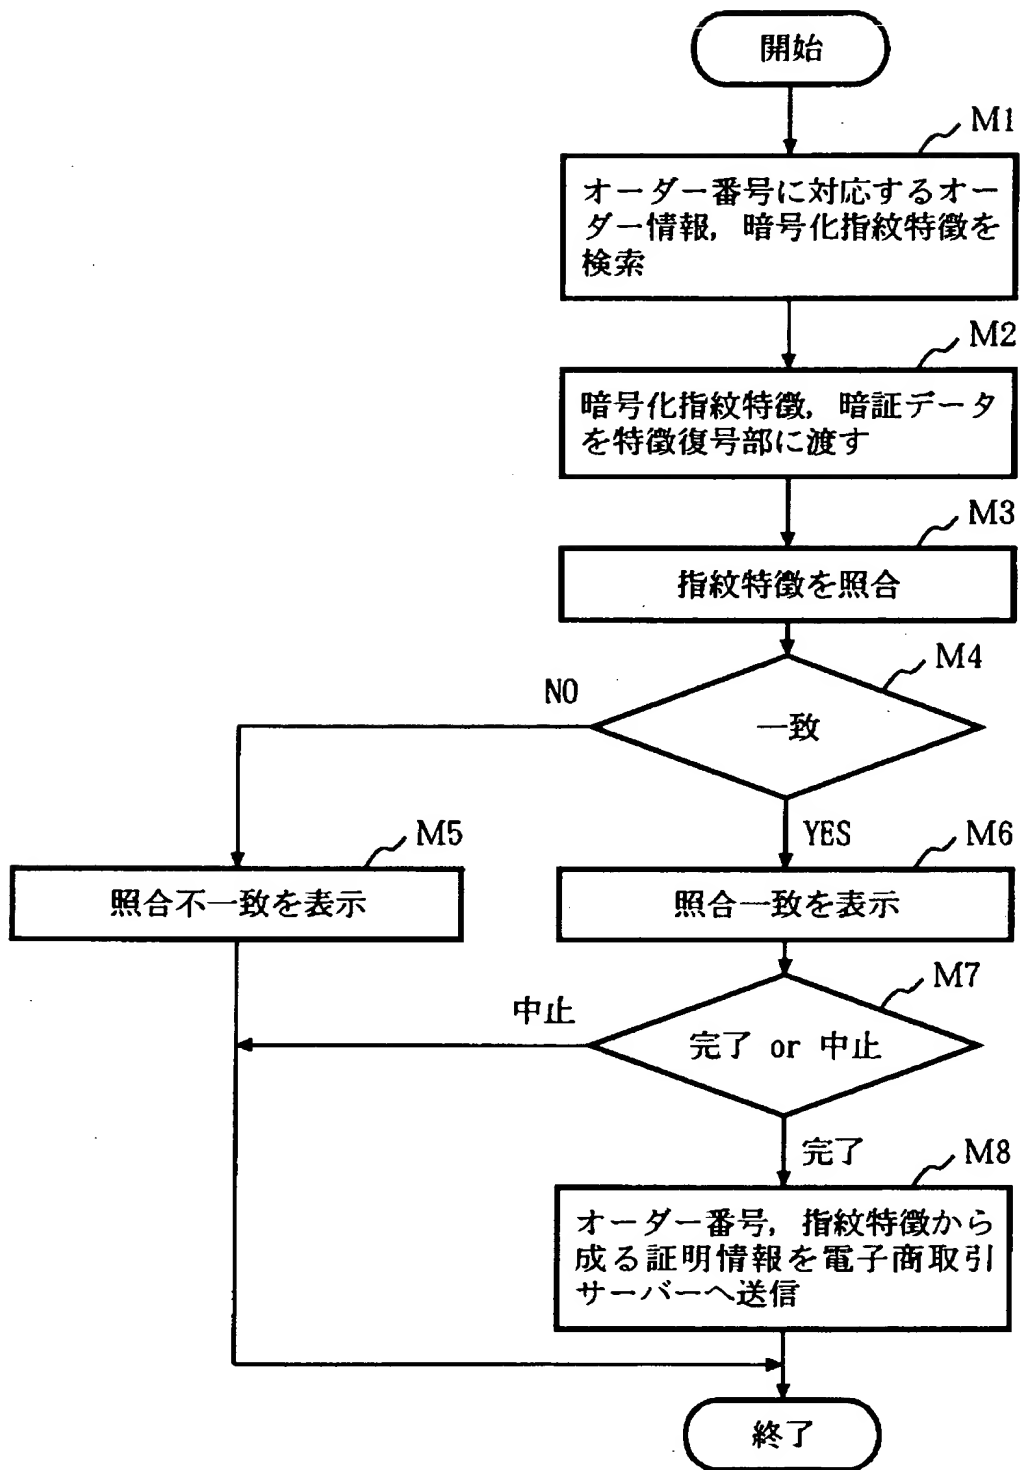 開始
M1
オーダー番号に対応するオー
ダー情報，暗号化指紋特徴を
検索
M2
暗号化指紋特徴，暗証データ
を特徴復号部に渡す
M3
指紋特徴を照合
M4
一致
NO
YES
M5
照合不一致を表示
M6
照合一致を表示
M7
完了 or 中止
中止
完了
M8
オーダー番号，指紋特徴から
成る証明情報を電子商取引
サーバーへ送信
終了